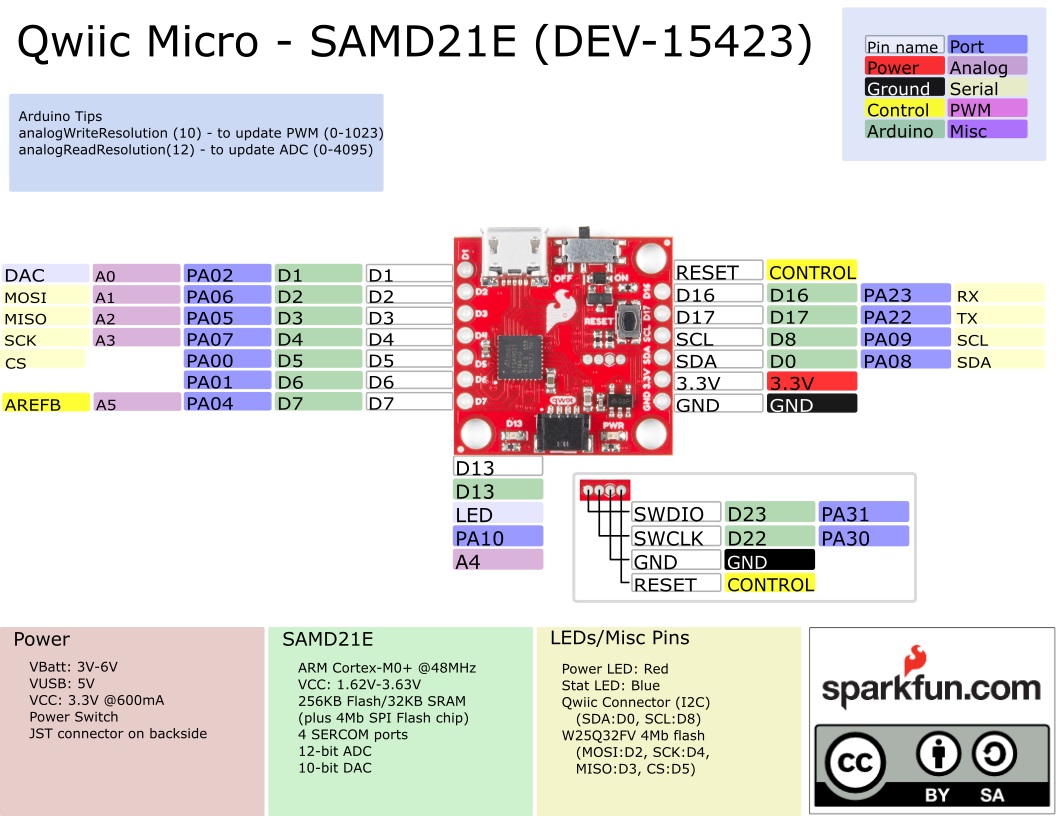 Qwiic Micro - SAMD21E (DEV-15423)
Pin name Port
Power Analog
Ground Serial
Control PWM
Arduino Misc
Arduino Tips
analogWriteResolution (10) - to update PWM (0-1023)
analogReadResolution(12) - to update ADC (0-4095)
DAC A0 PA02 D1 D1
MOSI A1 PA06 D2 D2
MISO A2 PA05 D3 D3
SCK A3 PA07 D4 D4
CS PA00 D5 D5
PA01 D6 D6
AREFB A5 PA04 D7 D7
D1
D2
D3
D4
D5
D6
D7
OFF ON
RESET
D16
D17
SCL
SDA
3.3V
GND
qwiic
D13 PWR
RESET CONTROL
D16 D16 PA23 RX
D17 D17 PA22 TX
SCL D8 PA09 SCL
SDA D0 PA08 SDA
3.3V 3.3V
GND GND
D13
D13
LED
PA10
A4
SWDIO D23 PA31
SWCLK D22 PA30
GND GND
RESET CONTROL
Power
VBatt: 3V-6V
VUSB: 5V
VCC: 3.3V @600mA
Power Switch
JST connector on backside
SAMD21E
ARM Cortex-M0+ @48MHz
VCC: 1.62V-3.63V
256KB Flash/32KB SRAM
(plus 4Mb SPI Flash chip)
4 SERCOM ports
12-bit ADC
10-bit DAC
LEDs/Misc Pins
Power LED: Red
Stat LED: Blue
Qwiic Connector (I2C)
(SDA:D0, SCL:D8)
W25Q32FV 4Mb flash
(MOSI:D2, SCK:D4,
MISO:D3, CS:D5)
sparkfun.com
cc
BY SA